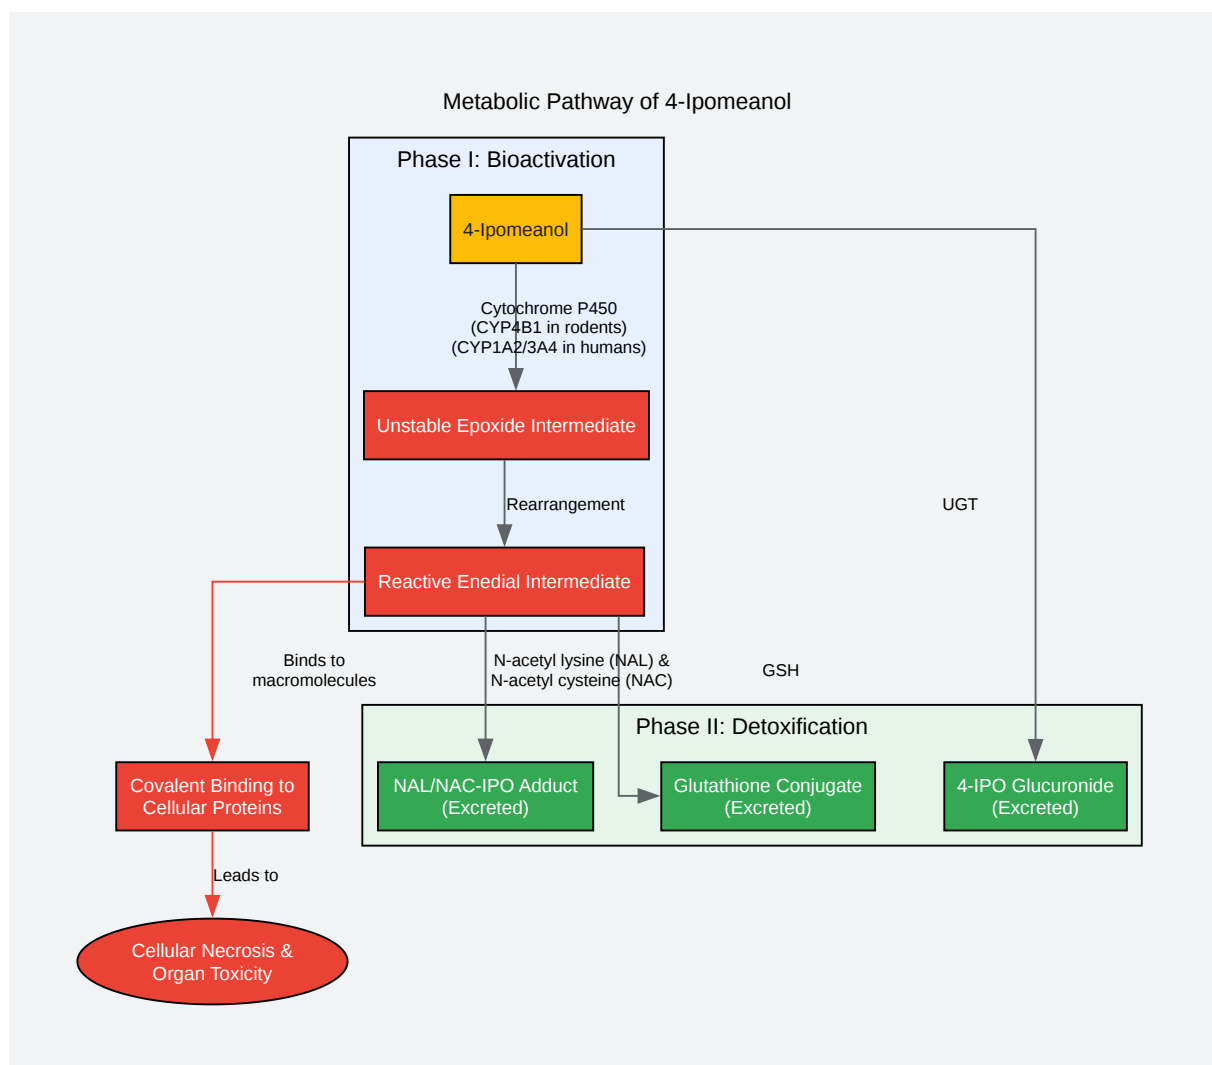 Metabolic Pathway of 4-Ipomeanol
Phase I: Bioactivation
4-Ipomeanol
Cytochrome P450
(CYP4B1 in rodents)
(CYP1A2/3A4 in humans)
Unstable Epoxide Intermediate
Rearrangement
UGT
Reactive Enedial Intermediate
Binds to
macromolecules
N-acetyl lysine (NAL) &
N-acetyl cysteine (NAC)
GSH
Phase II: Detoxification
Covalent Binding to
Cellular Proteins
NAL/NAC-IPO Adduct
(Excreted)
Glutathione Conjugate
(Excreted)
4-IPO Glucuronide
(Excreted)
Leads to
Cellular Necrosis &
Organ Toxicity